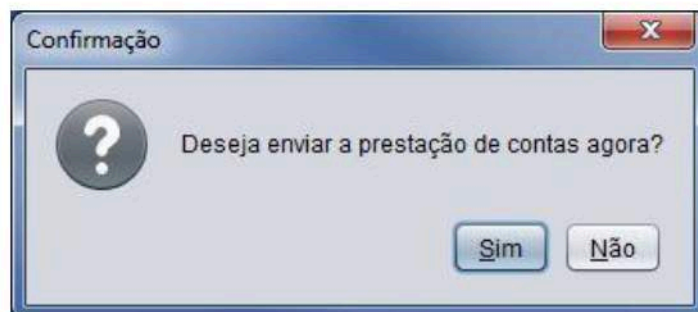 Confirmação
Deseja enviar a prestação de contas agora?
Sim
Não